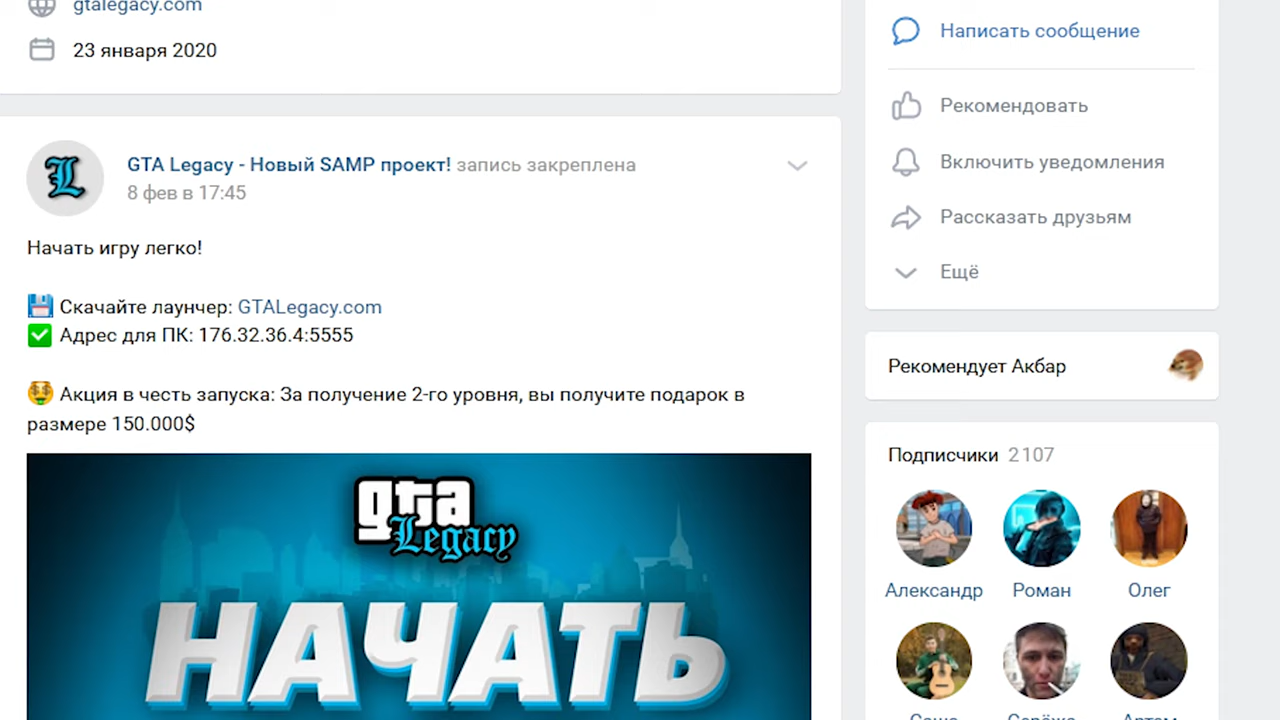 gtalegacy.com
23 января 2020
GTA Legacy - Новый SAMP проект! запись закреплена
8 фев в 17:45
Начать игру легко!
Скачайте лаунчер: GTALegacy.com
Адрес для ПК: 176.32.36.4:5555
Акция в честь запуска: За получение 2-го уровня, вы получите подарок в
размере 150.000$
gta
Legacy
НАЧАТЬ
Написать сообщение
Рекомендовать
Включить уведомления
Рассказать друзьям
Ещё
Рекомендует Акбар
Подписчики 2 107
Александр Роман Олег
Саша Серёжа Артем